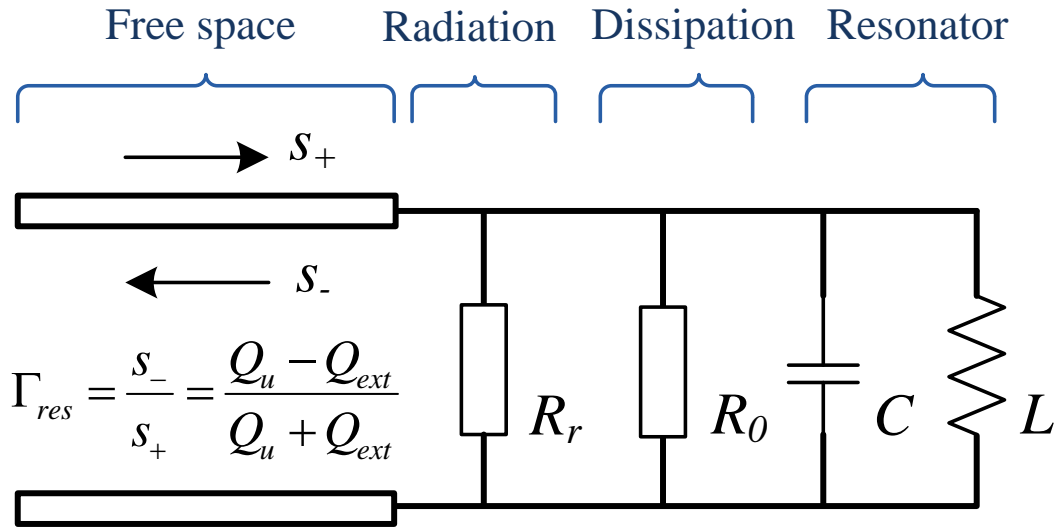 Free space Radiation Dissipation Resonator
s+
s-
Γres = s−/s+ = (Qu − Qext)/(Qu + Qext)
Rr R0 C L